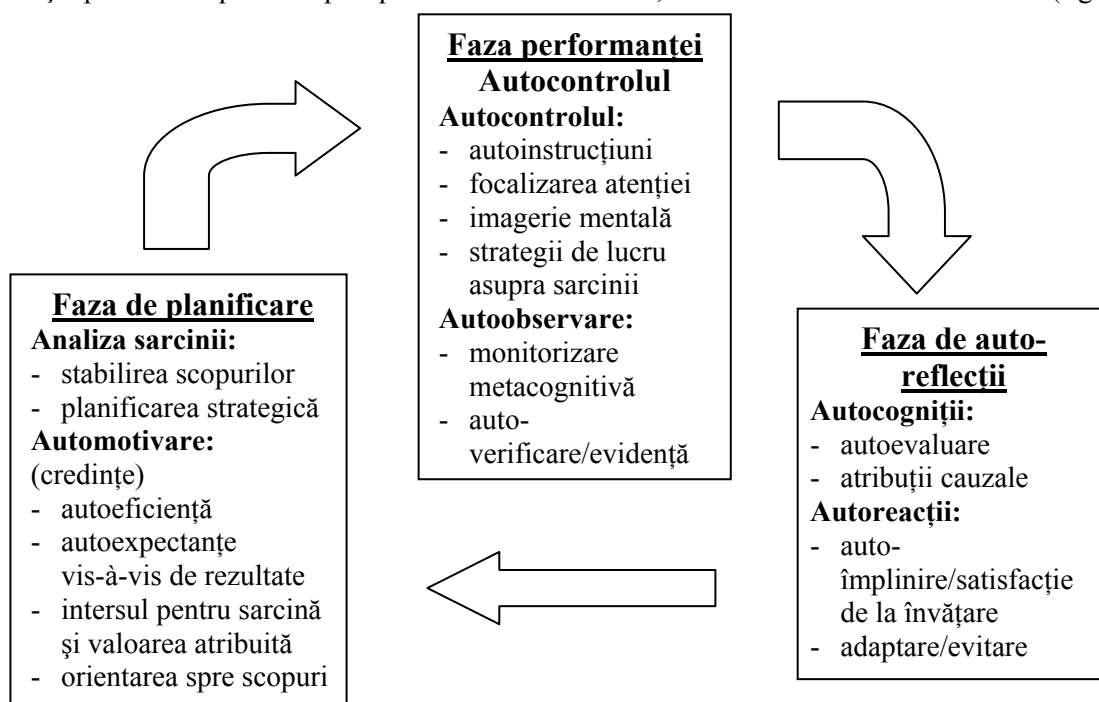 Faza performanței
Autocontrolul
Autocontrolul:
- autoinstrucțiuni
- focalizarea atenției
- imagerie mentală
- strategii de lucru
asupra sarcinii
Autoobservare:
- monitorizare
metacognitivă
- auto-
verificare/evidență
Faza de planificare
Analiza sarcinii:
- stabilirea scopurilor
- planificarea strategică
Automotivare:
(credințe)
- autoeficiență
- autoexpectanțe
vis-à-vis de rezultate
- intersul pentru sarcină
şi valoarea atribuită
- orientarea spre scopuri
Faza de auto-
reflecții
Autocogniții:
- autoevaluare
- atribuții cauzale
Autoreacții:
- auto-
împlinire/satisfacție
de la învățare
- adaptare/evitare